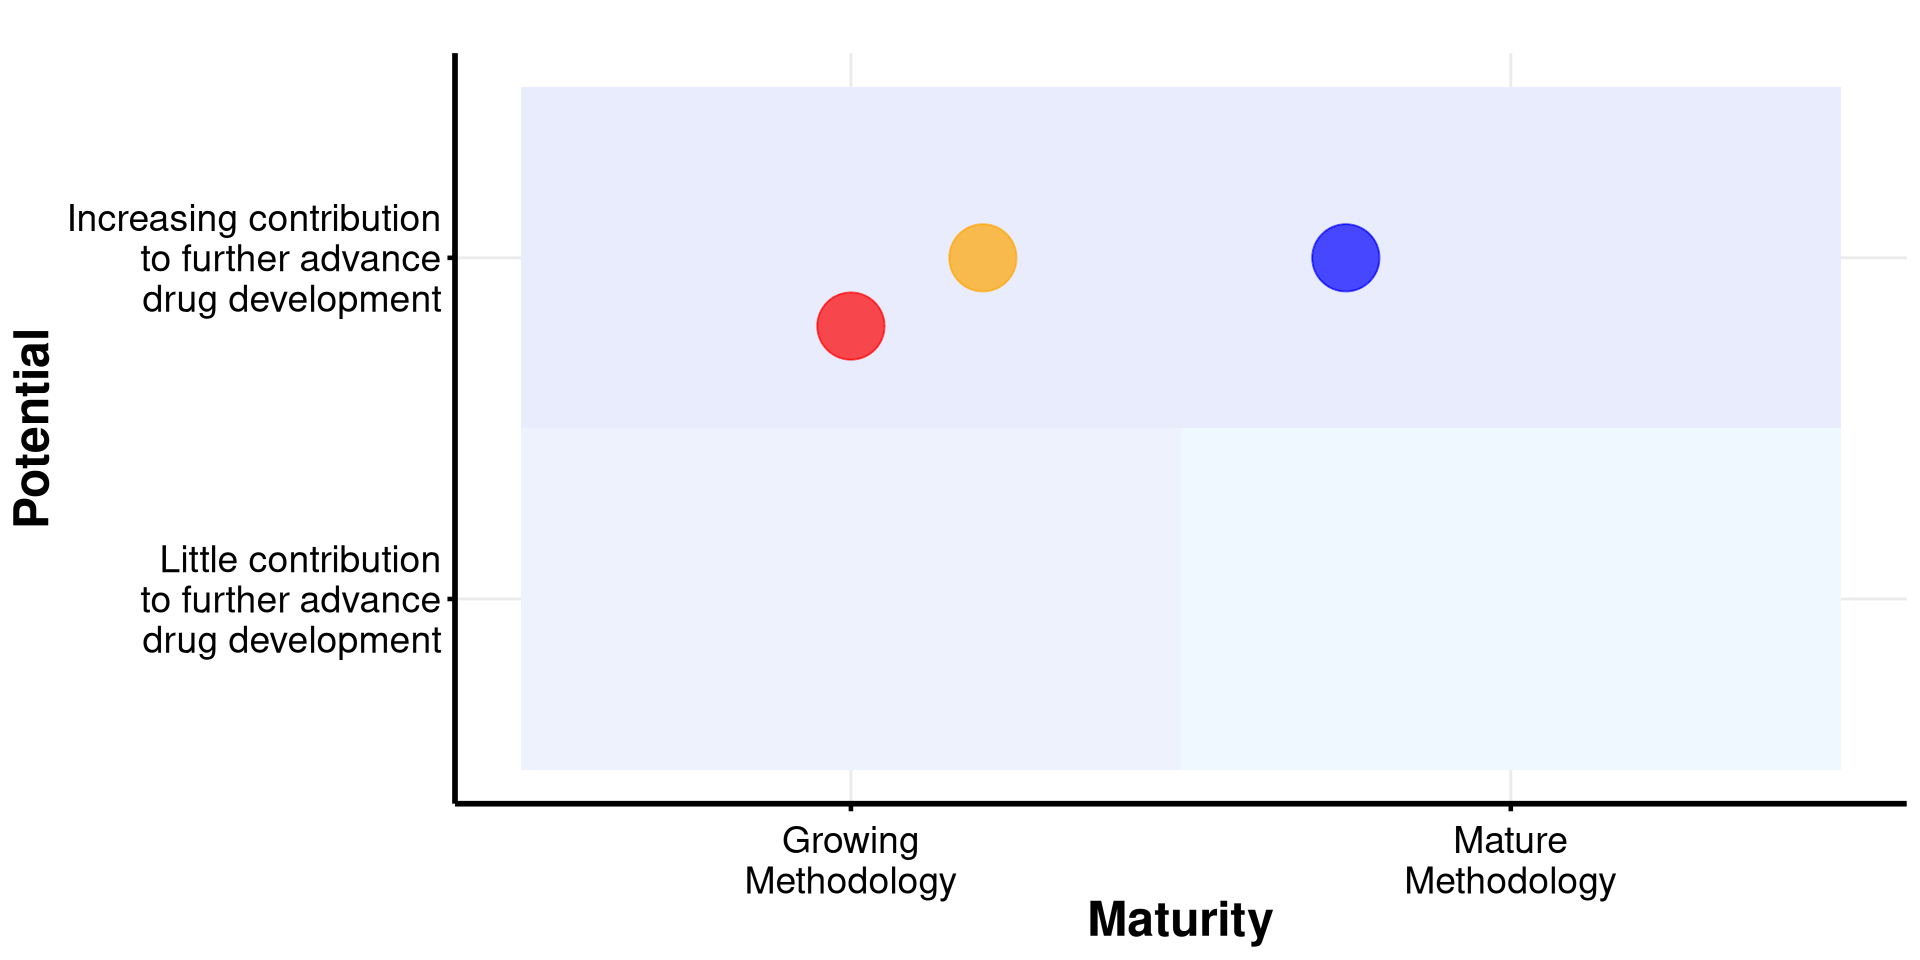 Potential
Increasing contribution
to further advance
drug development
Little contribution
to further advance
drug development
Growing
Methodology
Mature
Methodology
Maturity